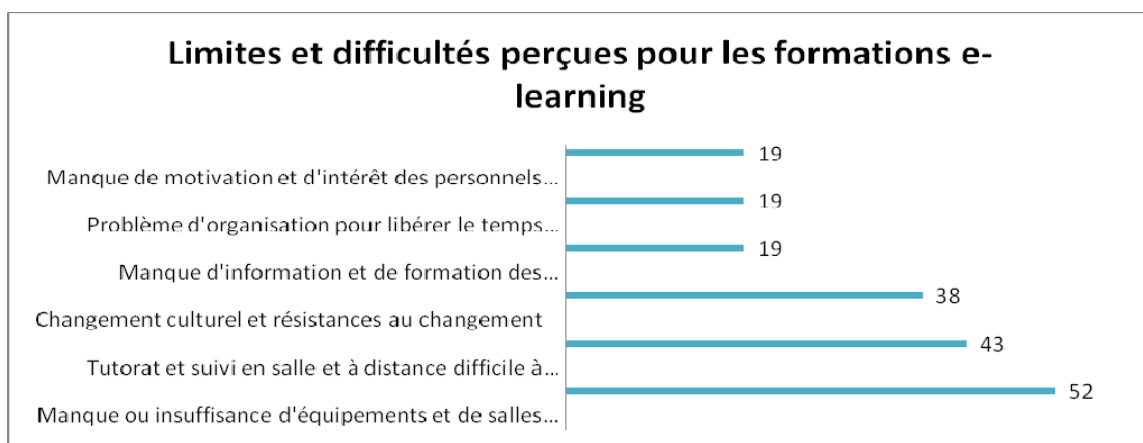 Limites et difficultés perçues pour les formations e-
learning
19
Manque de motivation et d'intérêt des personnels...
19
Problème d'organisation pour libérer le temps...
19
Manque d'information et de formation des...
38
Changement culturel et résistances au changement
43
Tutorat et suivi en salle et à distance difficile à...
52
Manque ou insuffisance d'équipements et de salles...